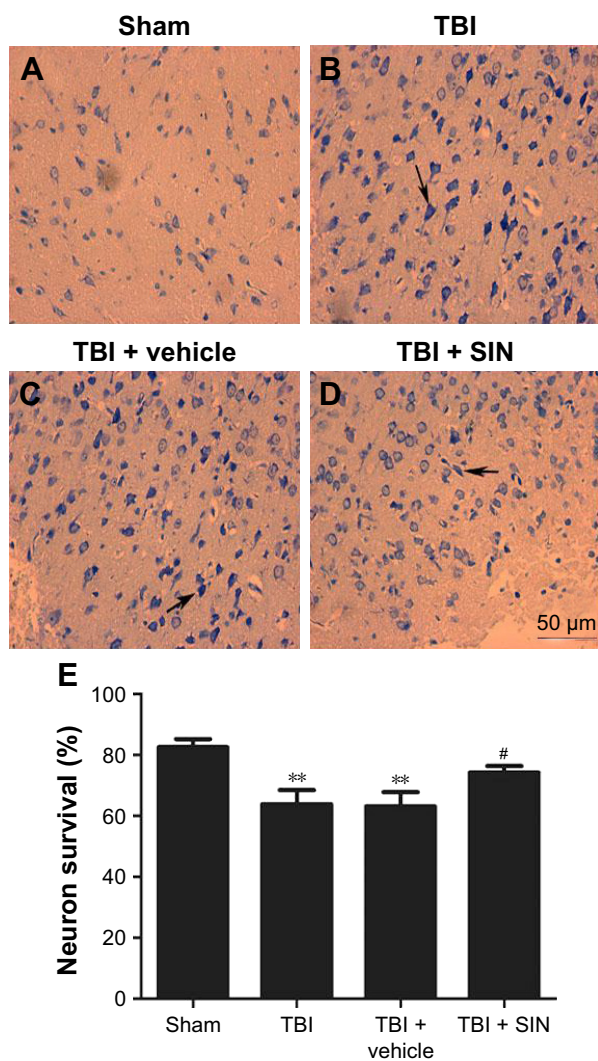 Sham
TBI
A
B
TBI + vehicle
TBI + SIN
C
D
50 µm
E
Neuron survival (%)
100
80
60
40
20
0
**
**
#
Sham
TBI
TBI +
vehicle
TBI + SIN